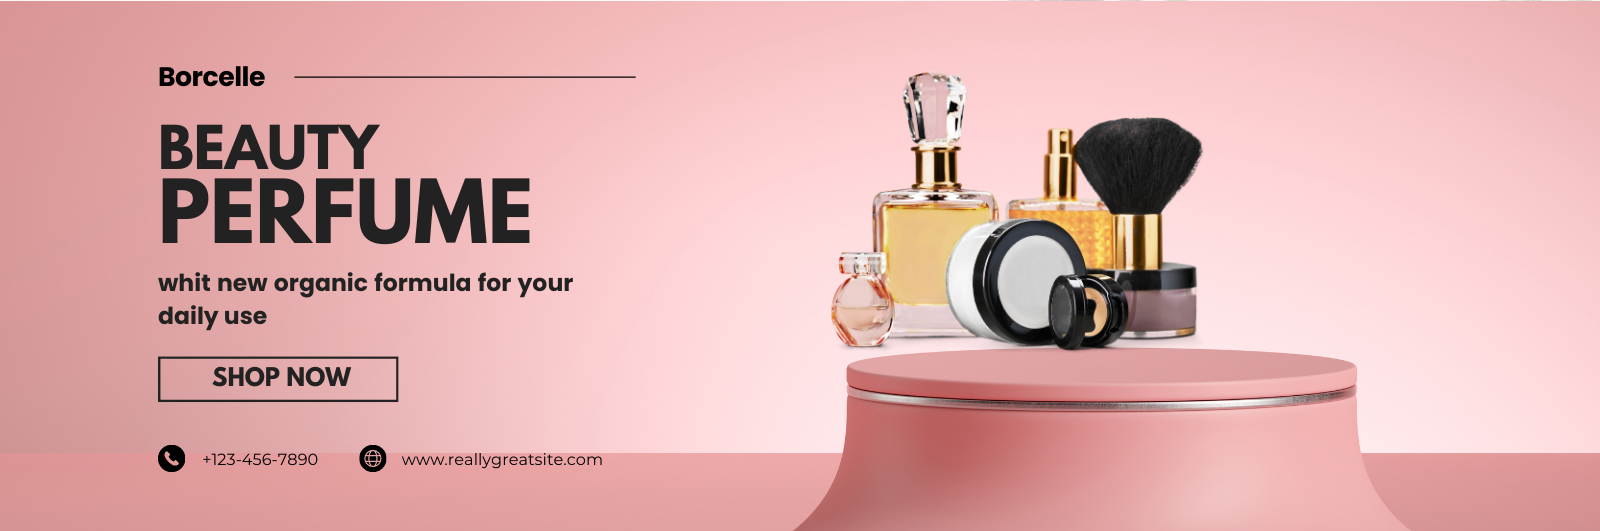 Borcelle
BEAUTY
PERFUME
whit new organic formula for your
daily use
SHOP NOW
+123-456-7890
www.reallygreatsite.com